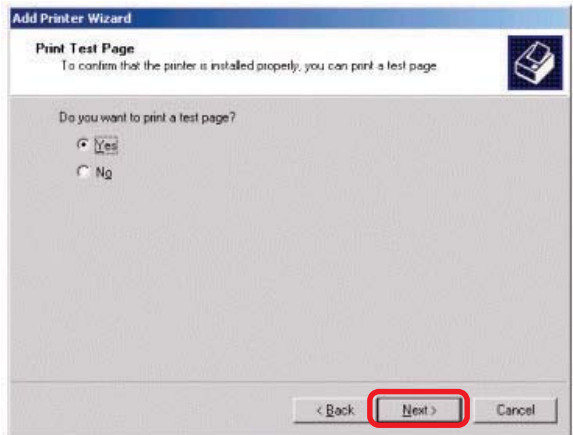 Add Printer Wizard
Print Test Page
To confirm that the printer is installed properly, you can print a test page
Do you want to print a test page?
Yes
No
< Back
Next >
Cancel